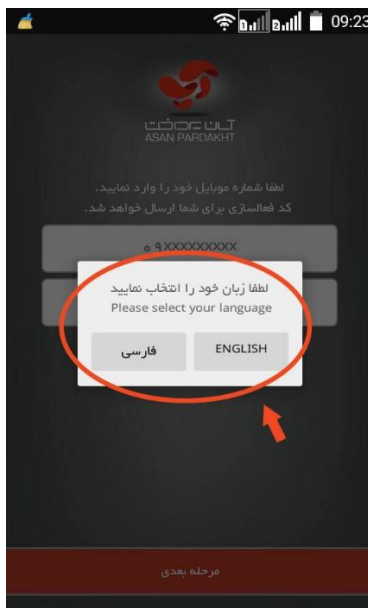 09:23
آسان پرداخت
ASAN PARDAKHT
لطفا شماره موبایل خود را وارد نمایید.
کد فعالسازی برای شما ارسال خواهد شد.
09XXXXXXXXX
لطفا زبان خود را انتخاب نمایید
Please select your language
فارسی
ENGLISH
مرحله بعدی